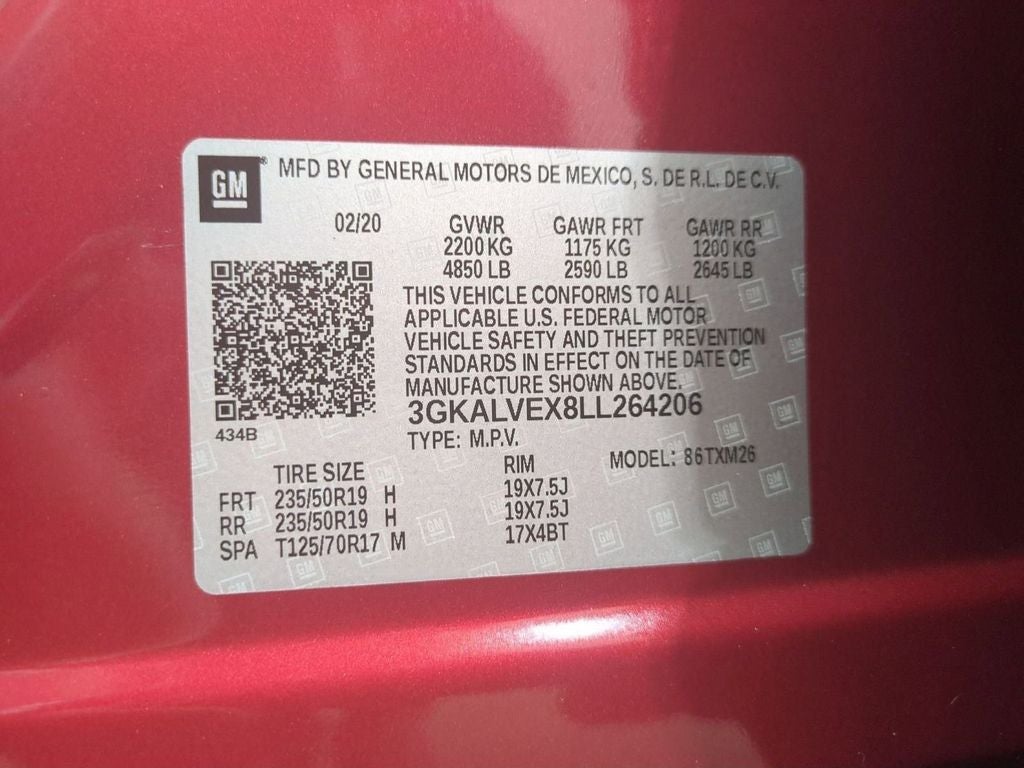 GM® MFD BY GENERAL MOTORS DE MEXICO, S. DE R.L. DE C.V.
02/20 GVWR GAWR FRT GAWR RR
2200 KG 1175 KG 1200 KG
4850 LB 2590 LB 2645 LB
THIS VEHICLE CONFORMS TO ALL
APPLICABLE U.S. FEDERAL MOTOR
VEHICLE SAFETY AND THEFT PREVENTION
STANDARDS IN EFFECT ON THE DATE OF
MANUFACTURE SHOWN ABOVE.
3GKALVEX8LL264206
434B
TYPE: M.P.V.
TIRE SIZE RIM MODEL: 86TXM26
FRT 235/50R19 H 19X7.5J
RR 235/50R19 H 19X7.5J
SPA T125/70R17 M 17X4BT